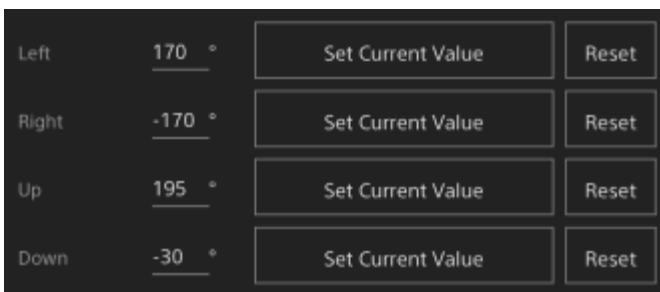 Left 170 ° Set Current Value Reset
Right -170 ° Set Current Value Reset
Up 195 ° Set Current Value Reset
Down -30 ° Set Current Value Reset